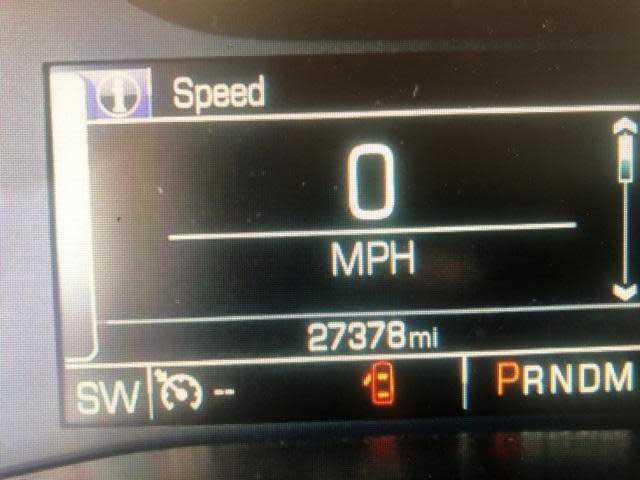 Speed
0
MPH
27378mi
SW -- PRNDM